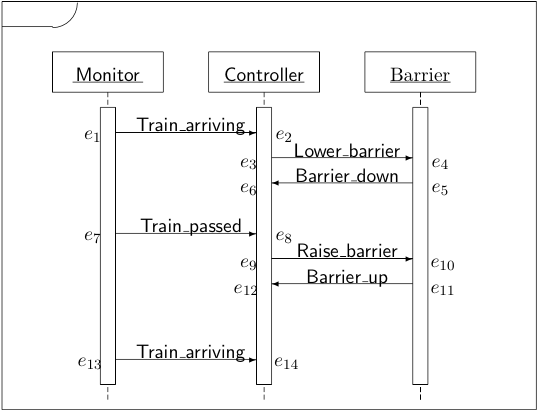 Monitor Controller Barrier
e1 Train_arriving e2
e3 Lower_barrier e4
e6 Barrier_down e5
e7 Train_passed e8
e9 Raise_barrier e10
e12 Barrier_up e11
e13 Train_arriving e14